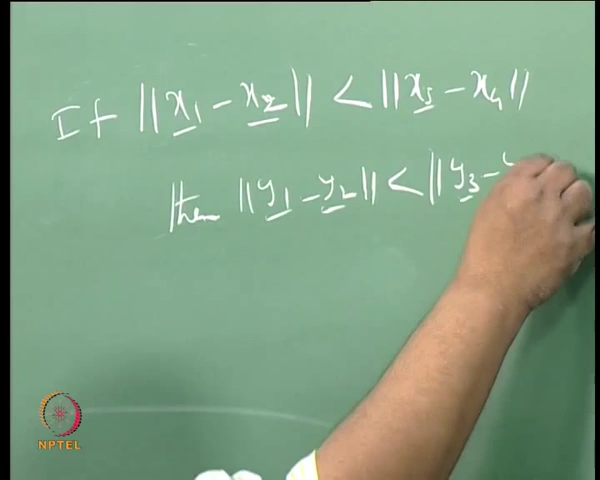 If ||x1 - x2|| < ||x3 - x4||
then ||y1 - y2|| < ||y3 - y
NPTEL